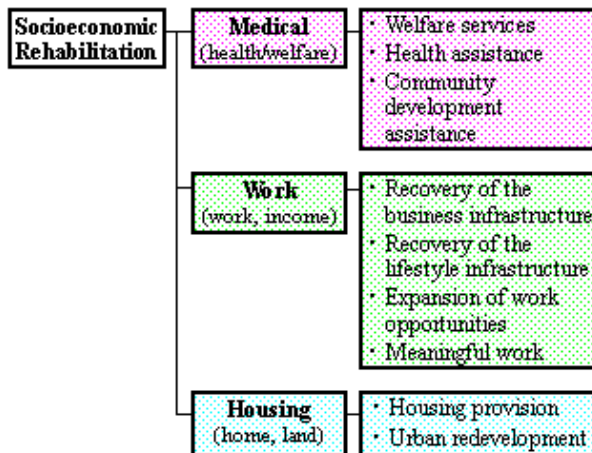 Socioeconomic
Rehabilitation
Medical
(health/welfare)
· Welfare services
· Health assistance
· Community
development
assistance
Work
(work, income)
· Recovery of the
business infrastructure
· Recovery of the
lifestyle infrastructure
· Expansion of work
opportunities
· Meaningful work
Housing
(home, land)
· Housing provision
· Urban redevelopment